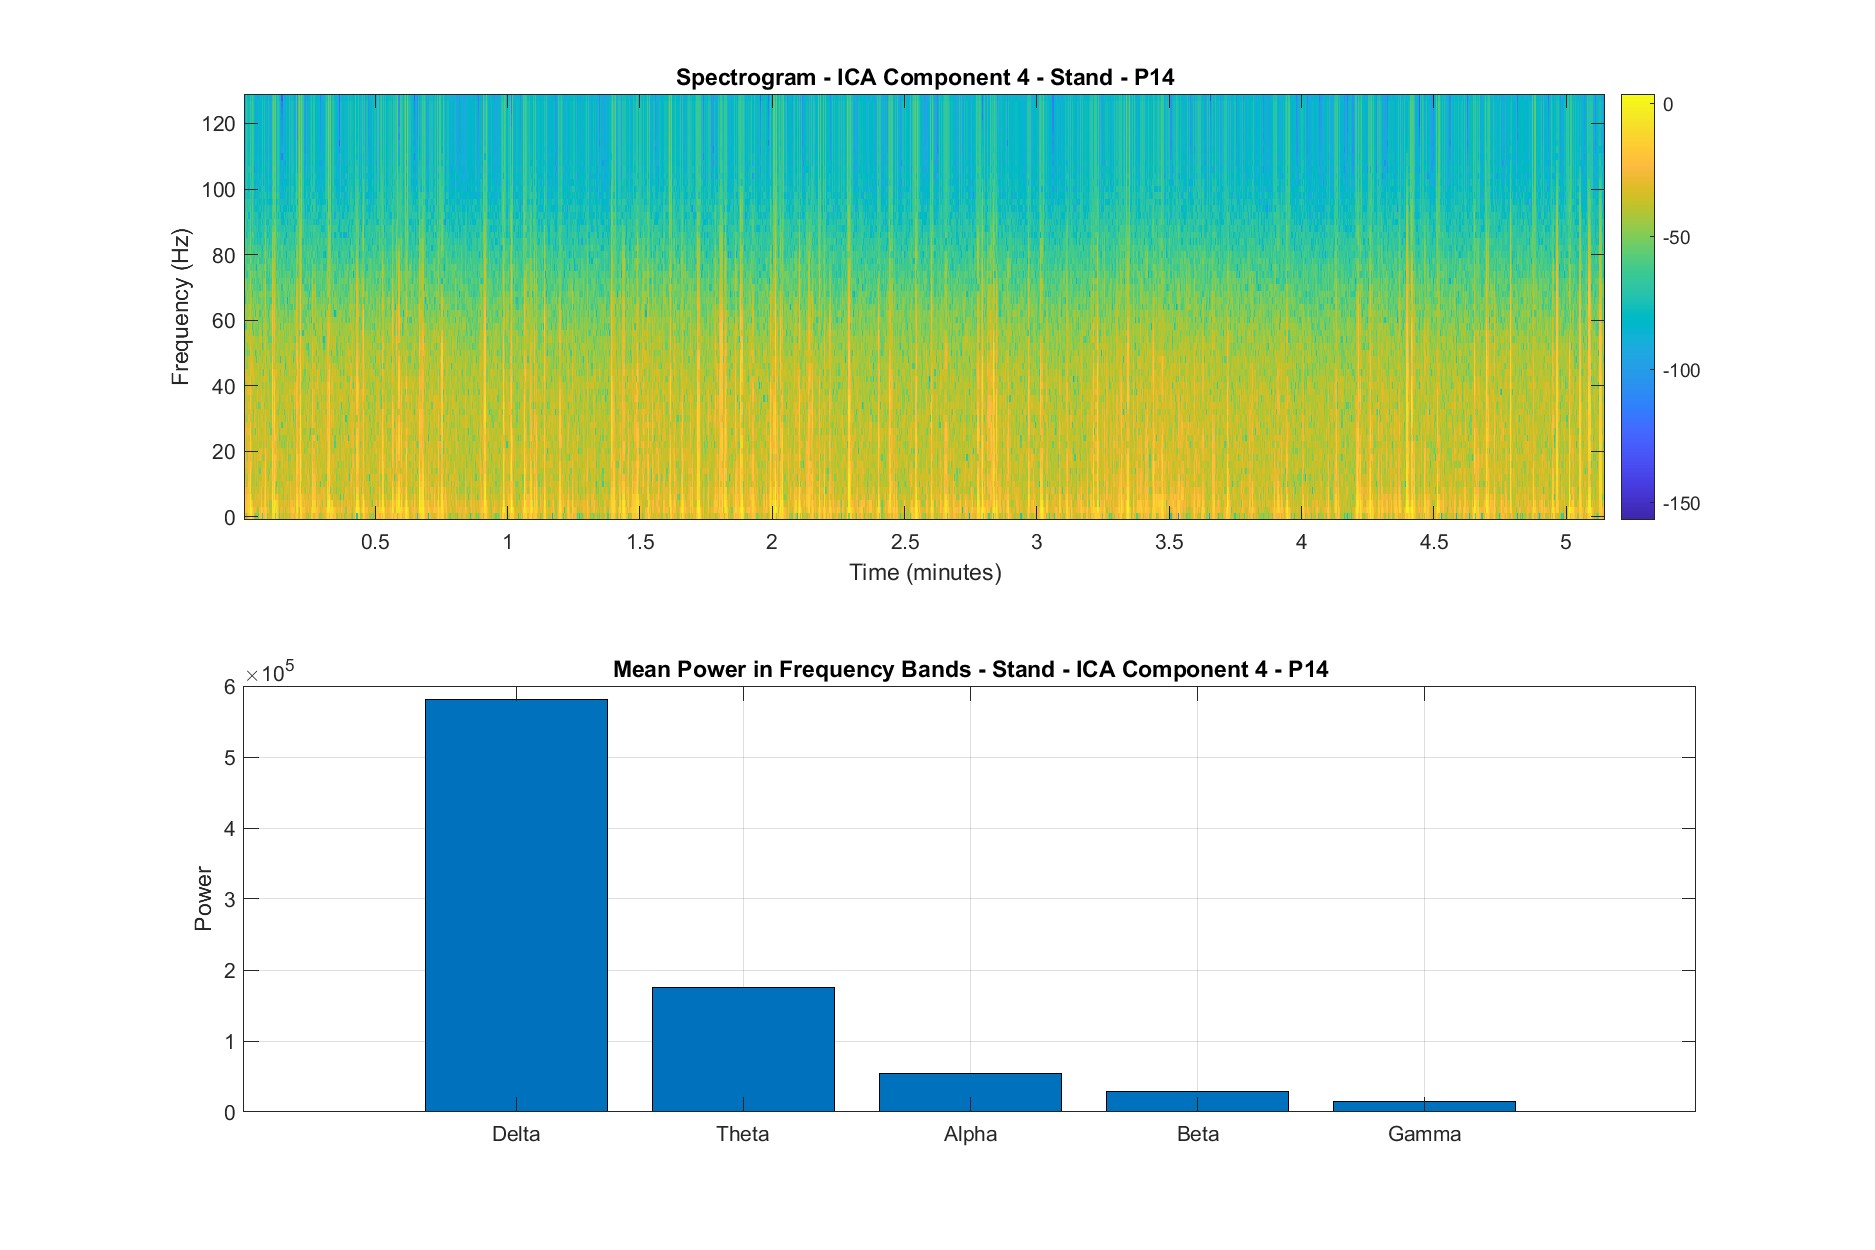 Spectrogram - ICA Component 4 - Stand - P14
120
100
80
60
40
20
0
Frequency (Hz)
0.5 1 1.5 2 2.5 3 3.5 4 4.5 5
Time (minutes)
0
-50
-100
-150
Mean Power in Frequency Bands - Stand - ICA Component 4 - P14
×10^5
6
5
4
3
2
1
0
Power
Delta Theta Alpha Beta Gamma